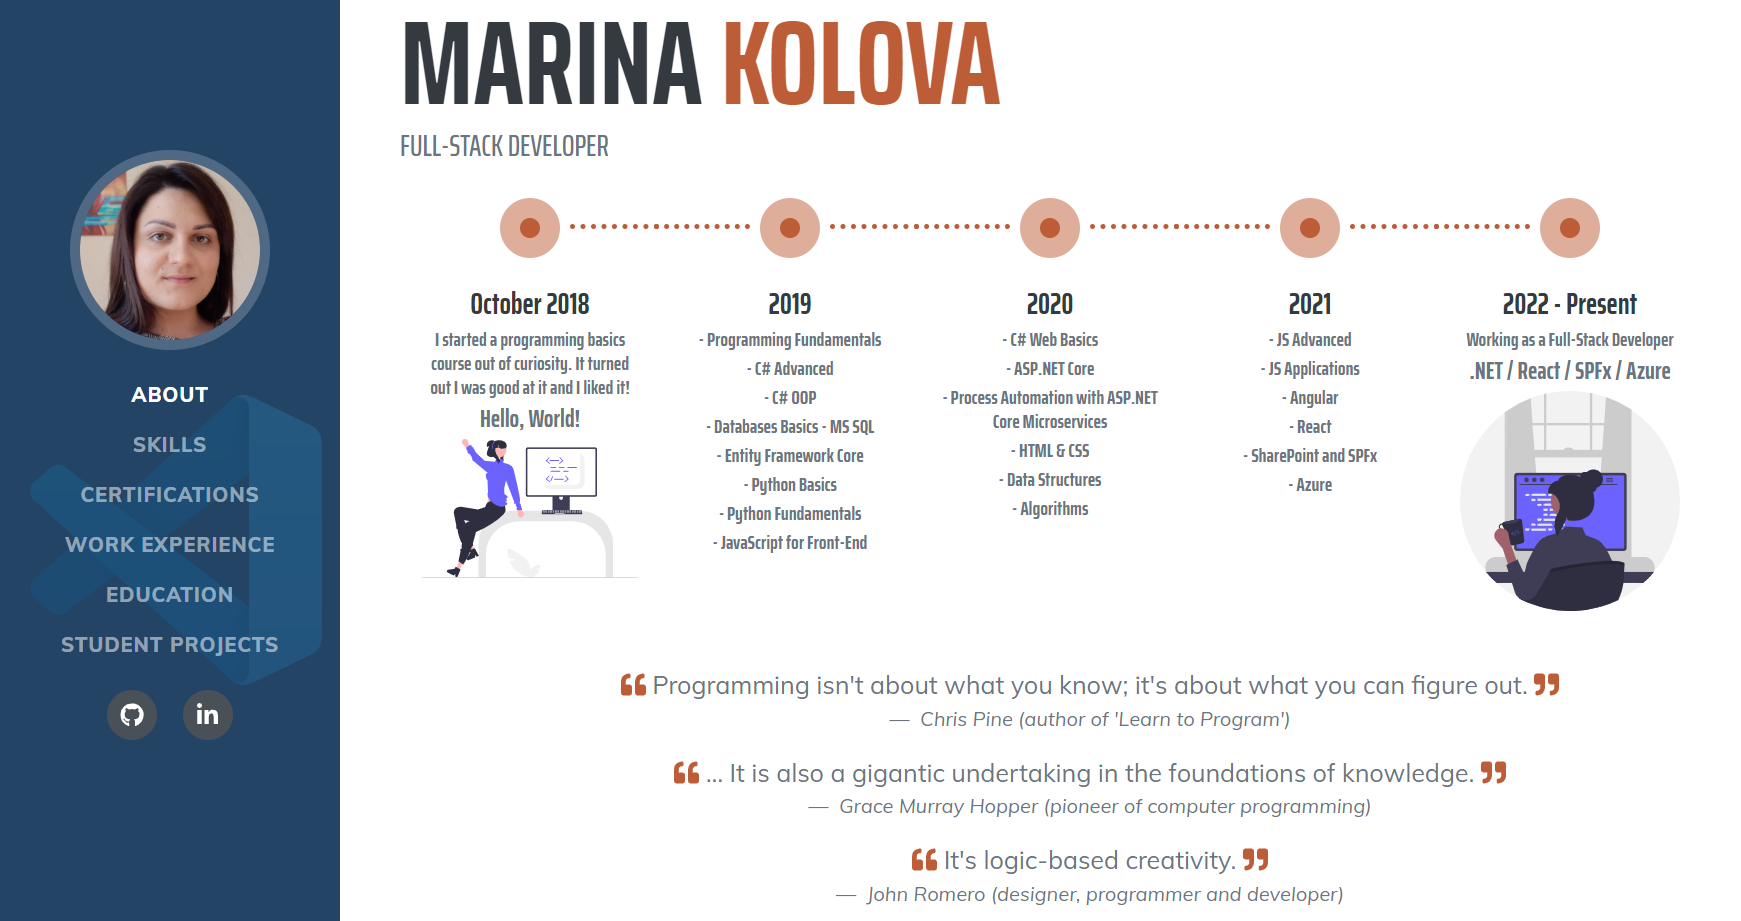 MARINA KOLOVA
FULL-STACK DEVELOPER
ABOUT
SKILLS
CERTIFICATIONS
WORK EXPERIENCE
EDUCATION
STUDENT PROJECTS
in
October 2018
I started a programming basics
course out of curiosity. It turned
out I was good at it and I liked it!
Hello, World!
2019
- Programming Fundamentals
- C# Advanced
- C# OOP
- Databases Basics - MS SQL
- Entity Framework Core
- Python Basics
- Python Fundamentals
- JavaScript for Front-End
2020
- C# Web Basics
- ASP.NET Core
- Process Automation with ASP.NET
Core Microservices
- HTML & CSS
- Data Structures
- Algorithms
2021
- JS Advanced
- JS Applications
- Angular
- React
- SharePoint and SPFx
- Azure
2022 - Present
Working as a Full-Stack Developer
.NET / React / SPFx / Azure
❝ Programming isn't about what you know; it's about what you can figure out. ❞
— Chris Pine (author of 'Learn to Program')
❝ ... It is also a gigantic undertaking in the foundations of knowledge. ❞
— Grace Murray Hopper (pioneer of computer programming)
❝ It's logic-based creativity. ❞
— John Romero (designer, programmer and developer)